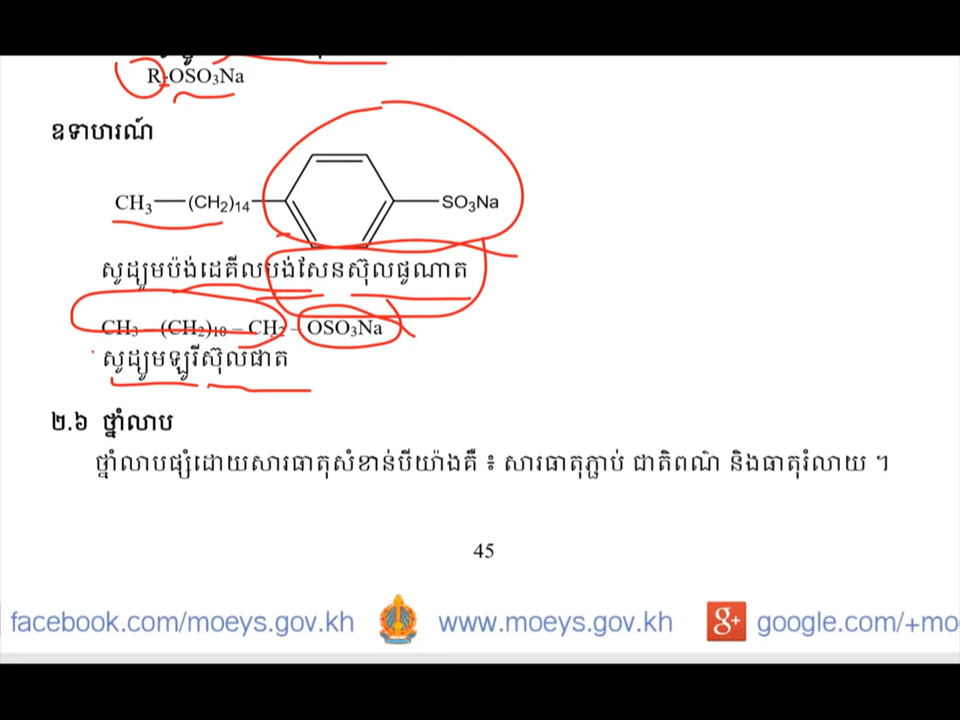 R-OSO₃Na
ឧទាហរណ៍
CH₃—(CH₂)₁₄ SO₃Na
សូដ្យូមប៉ង់ដេគីលបង់សែនស៊ុលផូណាត
CH₃ – (CH₂)₁₀ – CH₂ – OSO₃Na
សូដ្យូមឡូរីស៊ុលផាត
២.៦ ថ្នាំលាប
ថ្នាំលាបផ្សំដោយសារធាតុសំខាន់បីយ៉ាងគឺ ៖ សារធាតុភ្ជាប់ ជាតិពណ៌ និងធាតុរំលាយ ។
45
facebook.com/moeys.gov.kh www.moeys.gov.kh g+ google.com/+mo